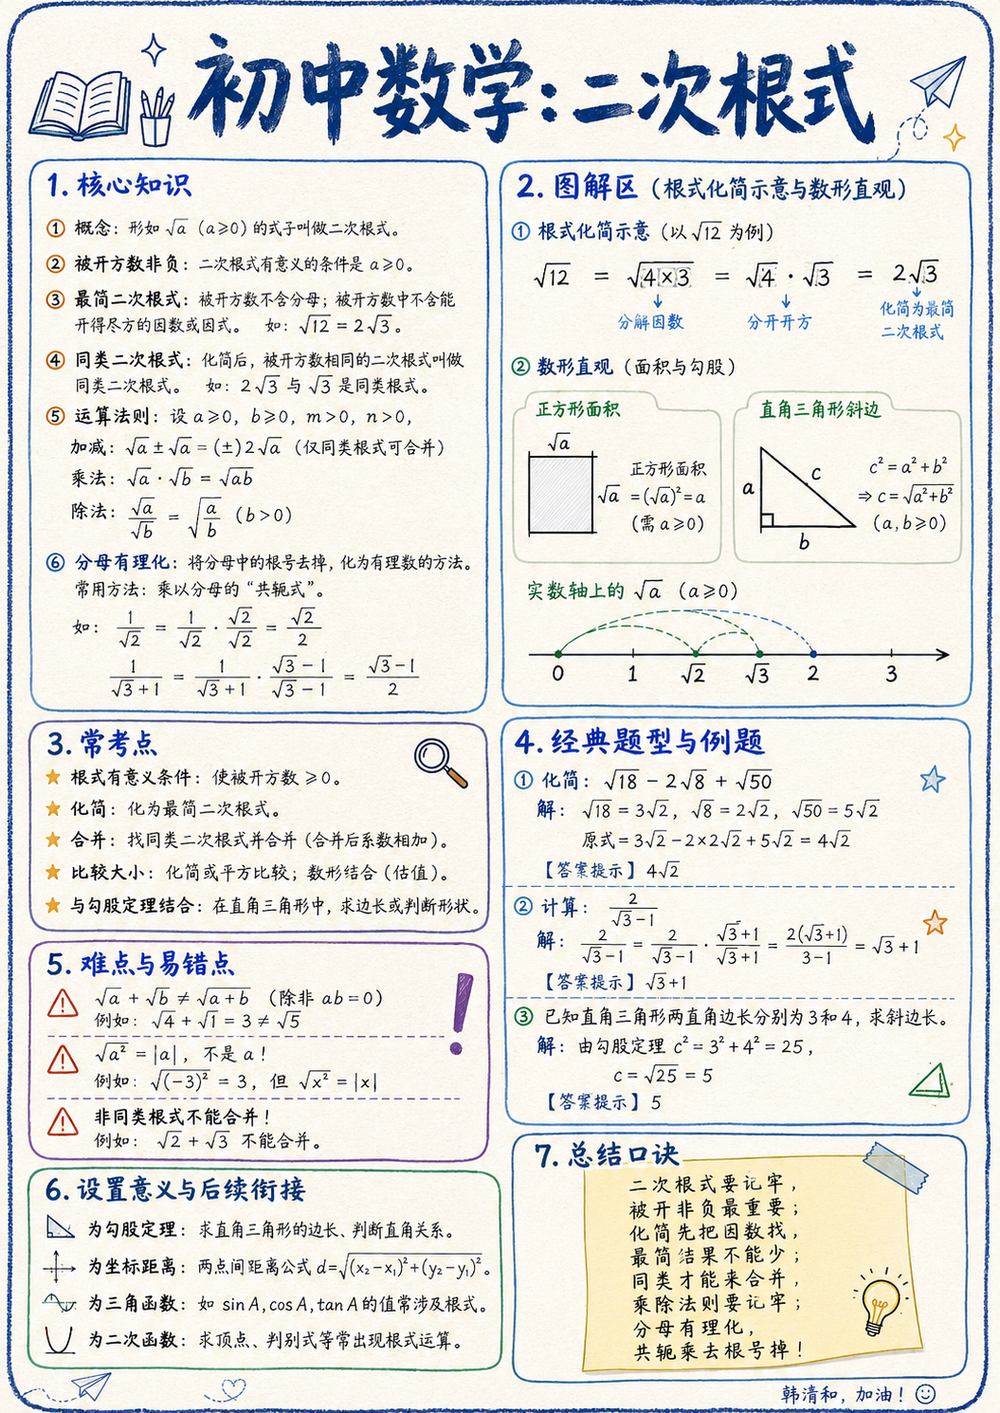 初中数学:二次根式
1. 核心知识
① 概念：形如 √a（a≥0）的式子叫做二次根式。
② 被开方数非负：二次根式有意义的条件是 a≥0。
③ 最简二次根式：被开方数不含分母；被开方数中不含能
开得尽方的因数或因式。 如：√12 = 2√3。
④ 同类二次根式：化简后，被开方数相同的二次根式叫做
同类二次根式。 如：2√3 与 √3 是同类根式。
⑤ 运算法则：设 a≥0，b≥0，m>0，n>0，
加减：√a ± √a = (±)2√a（仅同类根式可合并）
乘法：√a · √b = √ab
除法：√a/√b = √(a/b)（b>0）
⑥ 分母有理化：将分母中的根号去掉，化为有理数的方法。
常用方法：乘以分母的“共轭式”。
如：1/√2 = 1/√2 · √2/√2 = √2/2
1/(√3+1) = 1/(√3+1) · (√3−1)/(√3−1) = (√3−1)/2
2. 图解区（根式化简示意与数形直观）
① 根式化简示意（以 √12 为例）
√12 = √(4×3) = √4 · √3 = 2√3
↓ ↓ ↓
分解因数 分开开方 化简为最简
二次根式
② 数形直观（面积与勾股）
正方形面积
√a
√a
正方形面积
=(√a)²=a
(需 a≥0)
直角三角形斜边
a
c
b
c²=a²+b²
⇒ c=√(a²+b²)
(a,b≥0)
实数轴上的 √a（a≥0）
0 1 √2 √3 2 3
3. 常考点
★ 根式有意义条件：使被开方数 ≥0。
★ 化简：化为最简二次根式。
★ 合并：找同类二次根式并合并（合并后系数相加）。
★ 比较大小：化简或平方比较；数形结合（估值）。
★ 与勾股定理结合：在直角三角形中，求边长或判断形状。
4. 经典题型与例题
① 化简：√18 − 2√8 + √50
解：√18 = 3√2，√8 = 2√2，√50 = 5√2
原式=3√2−2×2√2+5√2 = 4√2
【答案提示】4√2
② 计算：2/(√3−1)
解：2/(√3−1) = 2/(√3−1) · (√3+1)/(√3+1) = 2(√3+1)/(3−1) = √3+1
【答案提示】√3+1
③ 已知直角三角形两直角边长分别为3和4，求斜边长。
解：由勾股定理 c²=3²+4²=25，
c=√25 = 5
【答案提示】5
5. 难点与易错点
√a + √b ≠ √(a+b)（除非 ab=0）
例如：√4 + √1 = 3 ≠ √5
√a² = |a|，不是 a！
例如：√(−3)² = 3，但 √x² = |x|
非同类根式不能合并！
例如：√2 + √3 不能合并。
6. 设置意义与后续衔接
为勾股定理：求直角三角形的边长、判断直角关系。
为坐标距离：两点间距离公式 d=√((x₂−x₁)²+(y₂−y₁)²)。
为三角函数：如 sin A, cos A, tan A 的值常涉及根式。
为二次函数：求顶点、判别式等常出现根式运算。
7. 总结口诀
二次根式要记牢，
被开非负最重要；
化简先把因数找，
最简结果不能少；
同类才能来合并，
乘除法则要记牢；
分母有理化，
共轭乘去根号掉！
韩清和，加油！